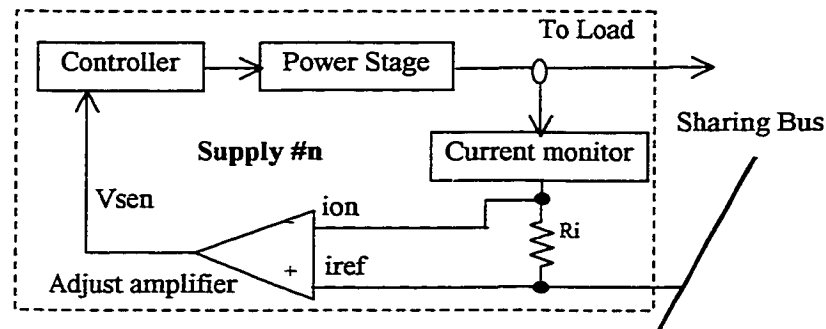 To Load
Controller
Power Stage
Sharing Bus
Current monitor
Supply #n
Vsen
ion
Ri
-
+
iref
Adjust amplifier